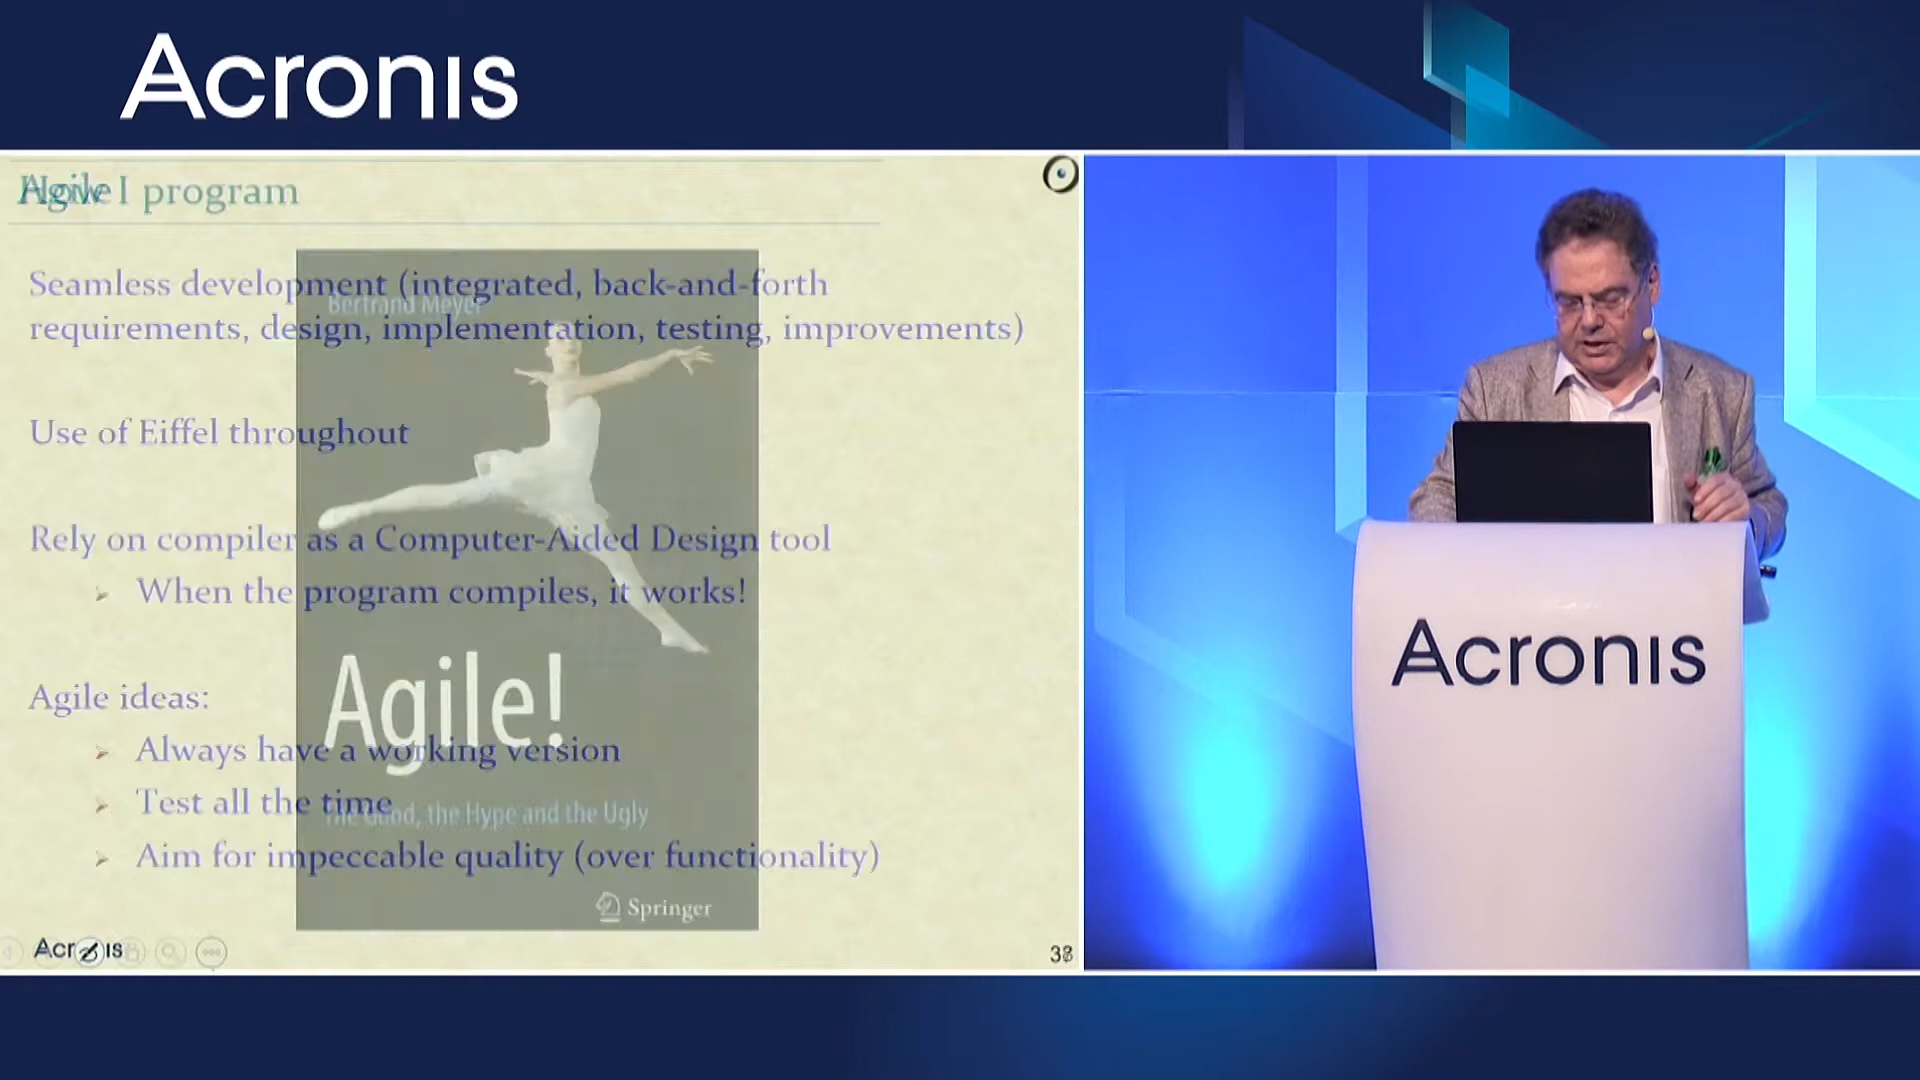 Acronis
Agile
How I program
Seamless development (integrated, back-and-forth
requirements, design, implementation, testing, improvements)
Bertrand Meyer
Use of Eiffel throughout
Rely on compiler as a Computer-Aided Design tool
When the program compiles, it works!
Agile!
Agile ideas:
Always have a working version
Test all the time
The Good, the Hype and the Ugly
Aim for impeccable quality (over functionality)
Springer
Acronis
Acronis